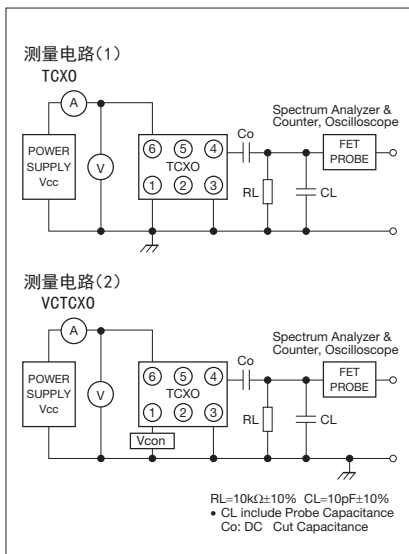 测量电路(1)
TCXO
A
Spectrum Analyzer &
Counter, Oscilloscope
POWER
SUPPLY
Vcc
V
6 5 4
TCXO
1 2 3
Co
RL
CL
FET
PROBE
测量电路(2)
VCTCXO
A
Spectrum Analyzer &
Counter, Oscilloscope
POWER
SUPPLY
Vcc
V
6 5 4
TCXO
1 2 3
Vcon
Co
RL
CL
FET
PROBE
RL=10kΩ±10% CL=10pF±10%
• CL include Probe Capacitance
Co: DC Cut Capacitance